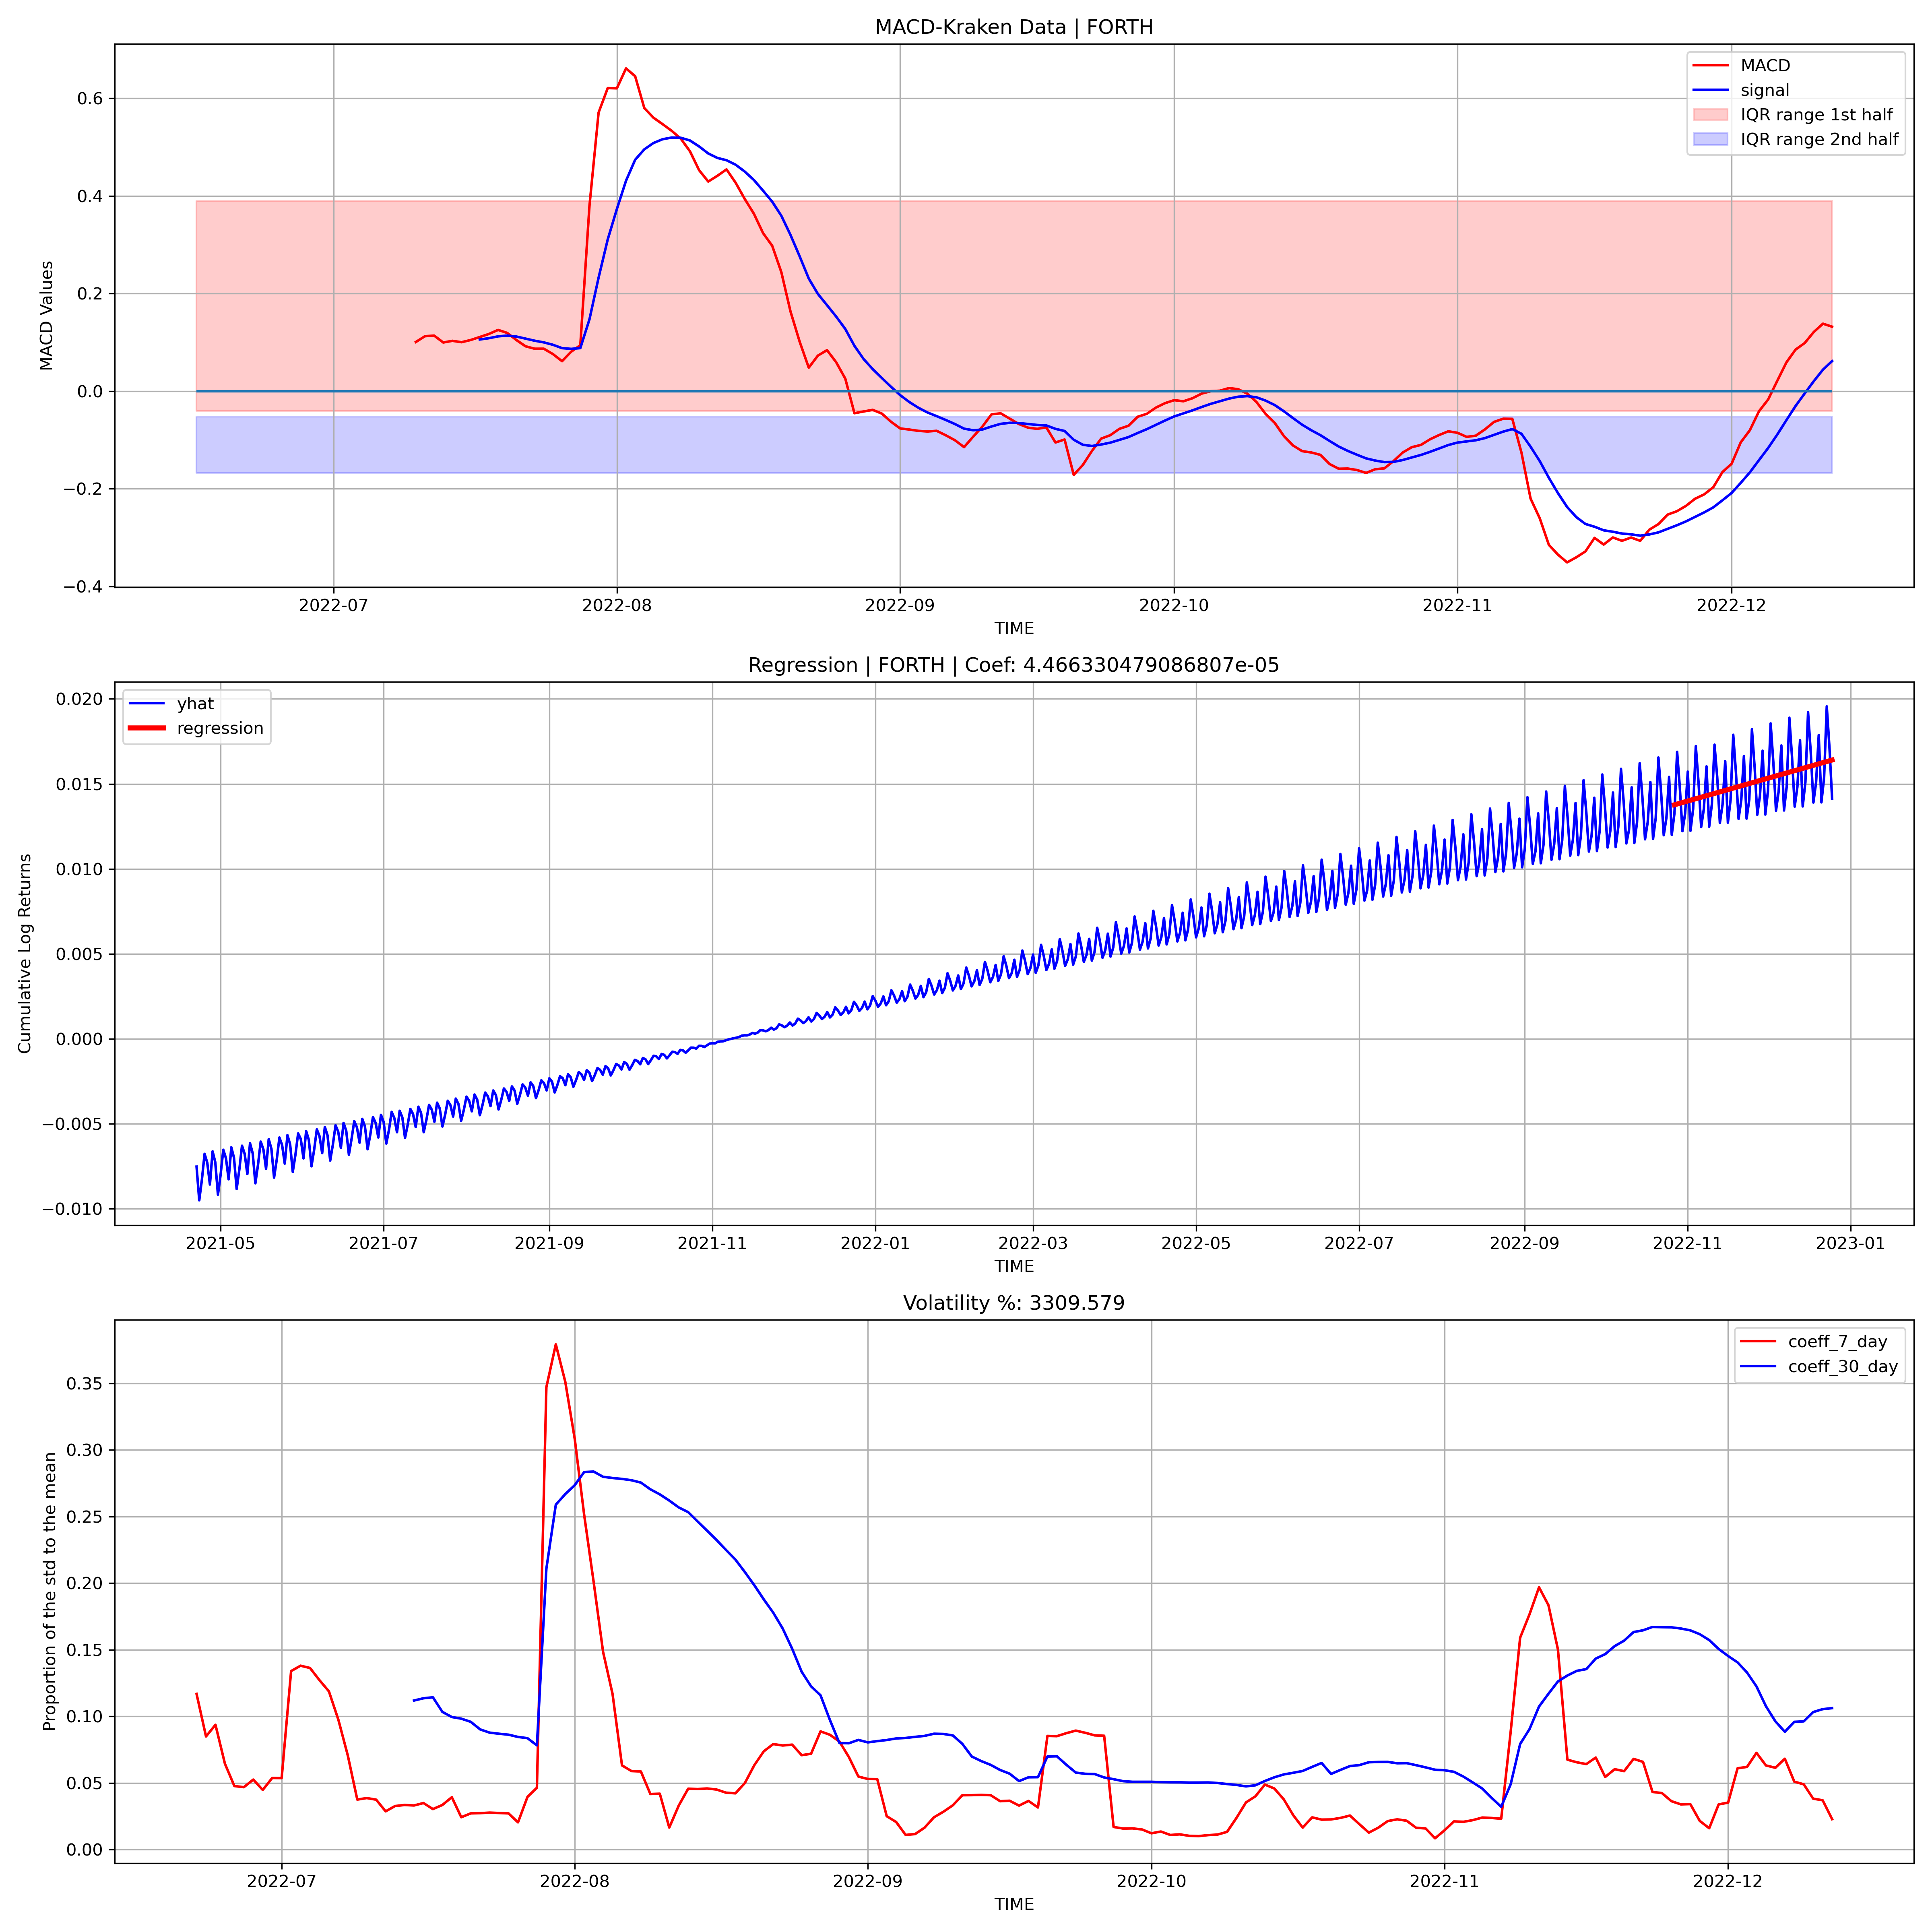 MACD-Kraken Data | FORTH
MACD
signal
IQR range 1st half
IQR range 2nd half
MACD Values
0.6
0.4
0.2
0.0
−0.2
−0.4
2022-07 2022-08 2022-09 2022-10 2022-11 2022-12
TIME
Regression | FORTH | Coef: 4.466330479086807e-05
yhat
regression
Cumulative Log Returns
0.020
0.015
0.010
0.005
0.000
−0.005
−0.010
2021-05 2021-07 2021-09 2021-11 2022-01 2022-03 2022-05 2022-07 2022-09 2022-11 2023-01
TIME
Volatility %: 3309.579
coeff_7_day
coeff_30_day
Proportion of the std to the mean
0.35
0.30
0.25
0.20
0.15
0.10
0.05
0.00
2022-07 2022-08 2022-09 2022-10 2022-11 2022-12
TIME